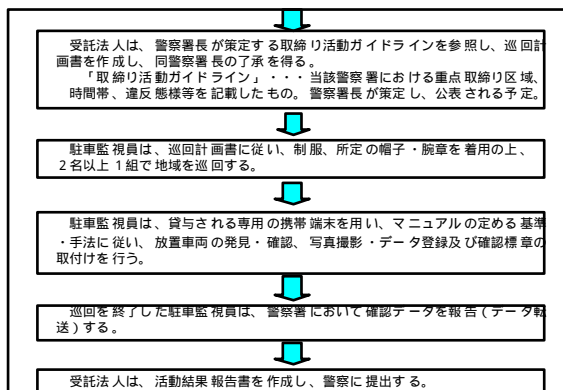 受託法人は、警察署長が策定する取締り活動ガイドラインを参照し、巡回計
画書を作成し、同警察署長の了承を得る。
「取締り活動ガイドライン」・・・当該警察署における重点取締り区域、
時間帯、違反態様等を記載したもの。警察署長が策定し、公表される予定。
駐車監視員は、巡回計画書に従い、制服、所定の帽子・腕章を着用の上、
２名以上１組で地域を巡回する。
駐車監視員は、貸与される専用の携帯端末を用い、マニュアルの定める基準
・手法に従い、放置車両の発見・確認、写真撮影・データ登録及び確認標章の
取付けを行う。
巡回を終了した駐車監視員は、警察署において確認データを報告（データ転
送）する。
受託法人は、活動結果報告書を作成し、警察に提出する。